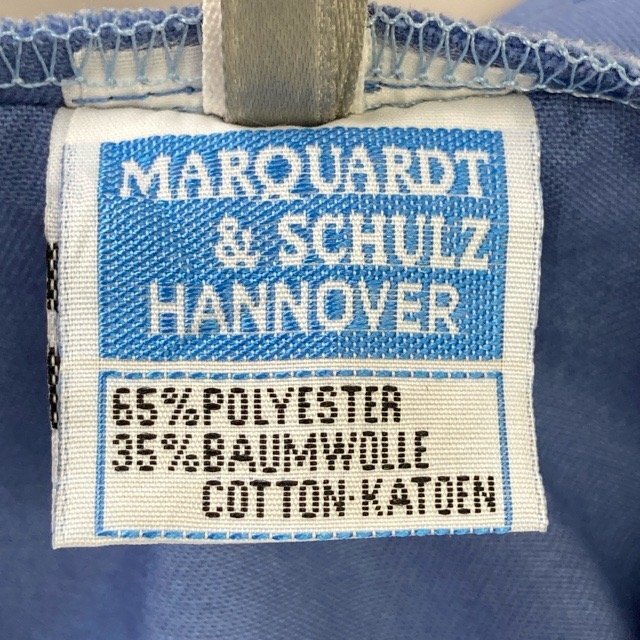 MARQUARDT
& SCHULZ
HANNOVER
65%POLYESTER
35%BAUMWOLLE
COTTON·KATOEN